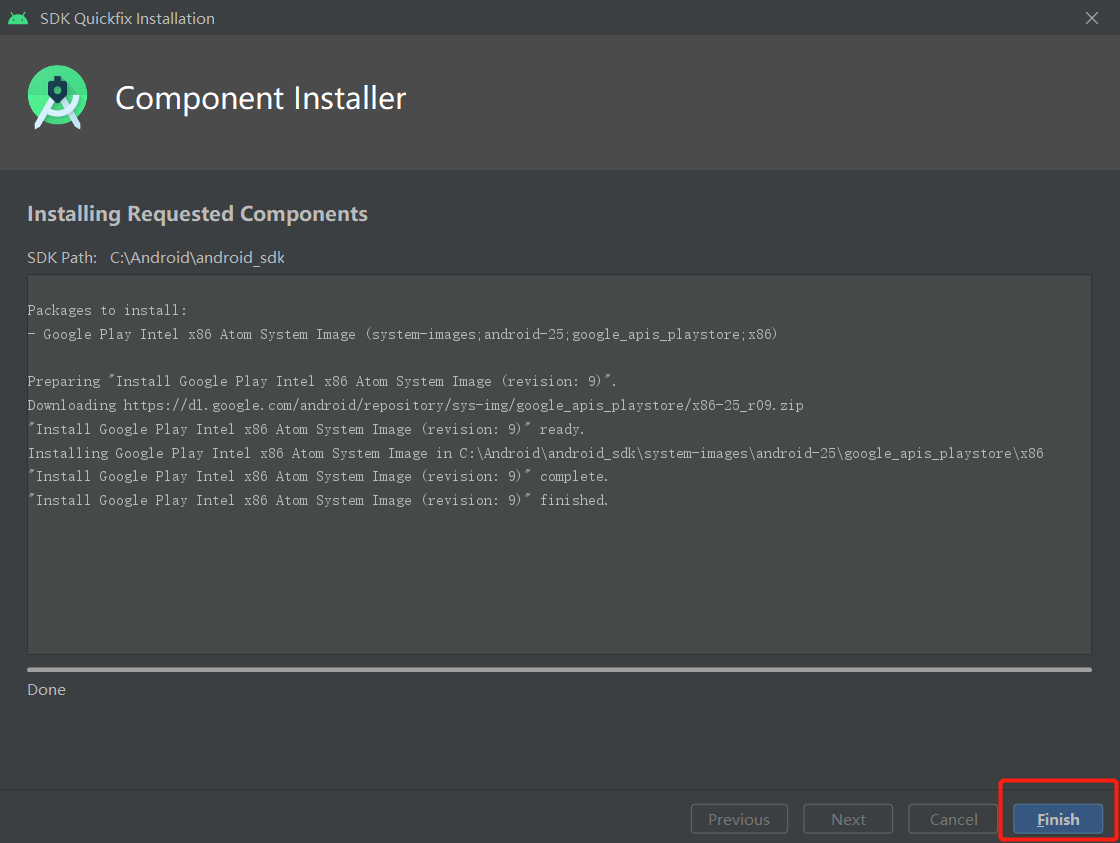 SDK Quickfix Installation
Component Installer
Installing Requested Components
SDK Path: C:\Android\android_sdk
Packages to install:
- Google Play Intel x86 Atom System Image (system-images;android-25;google_apis_playstore;x86)
Preparing "Install Google Play Intel x86 Atom System Image (revision: 9)".
Downloading https://dl.google.com/android/repository/sys-img/google_apis_playstore/x86-25_r09.zip
"Install Google Play Intel x86 Atom System Image (revision: 9)" ready.
Installing Google Play Intel x86 Atom System Image in C:\Android\android_sdk\system-images\android-25\google_apis_playstore\x86
"Install Google Play Intel x86 Atom System Image (revision: 9)" complete.
"Install Google Play Intel x86 Atom System Image (revision: 9)" finished.
Done
Previous Next Cancel Finish